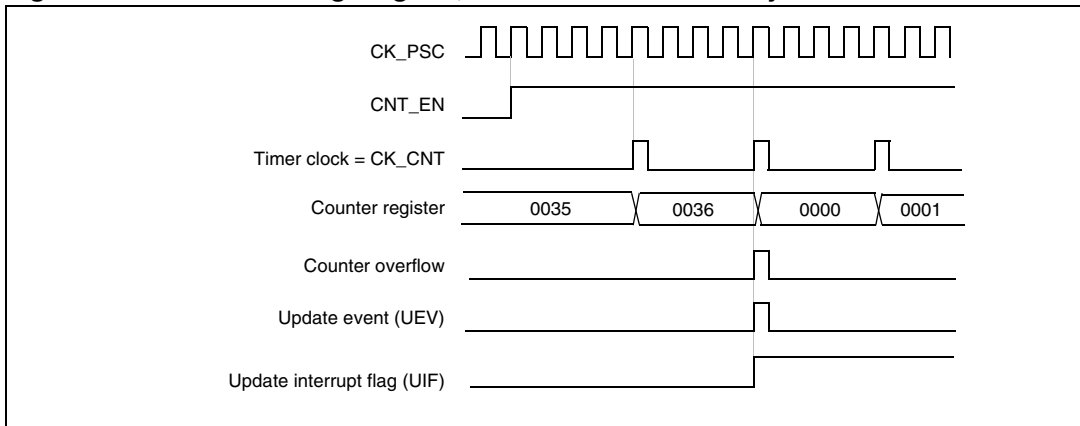 CK_PSC
CNT_EN
Timer clock = CK_CNT
Counter register 0035 0036 0000 0001
Counter overflow
Update event (UEV)
Update interrupt flag (UIF)